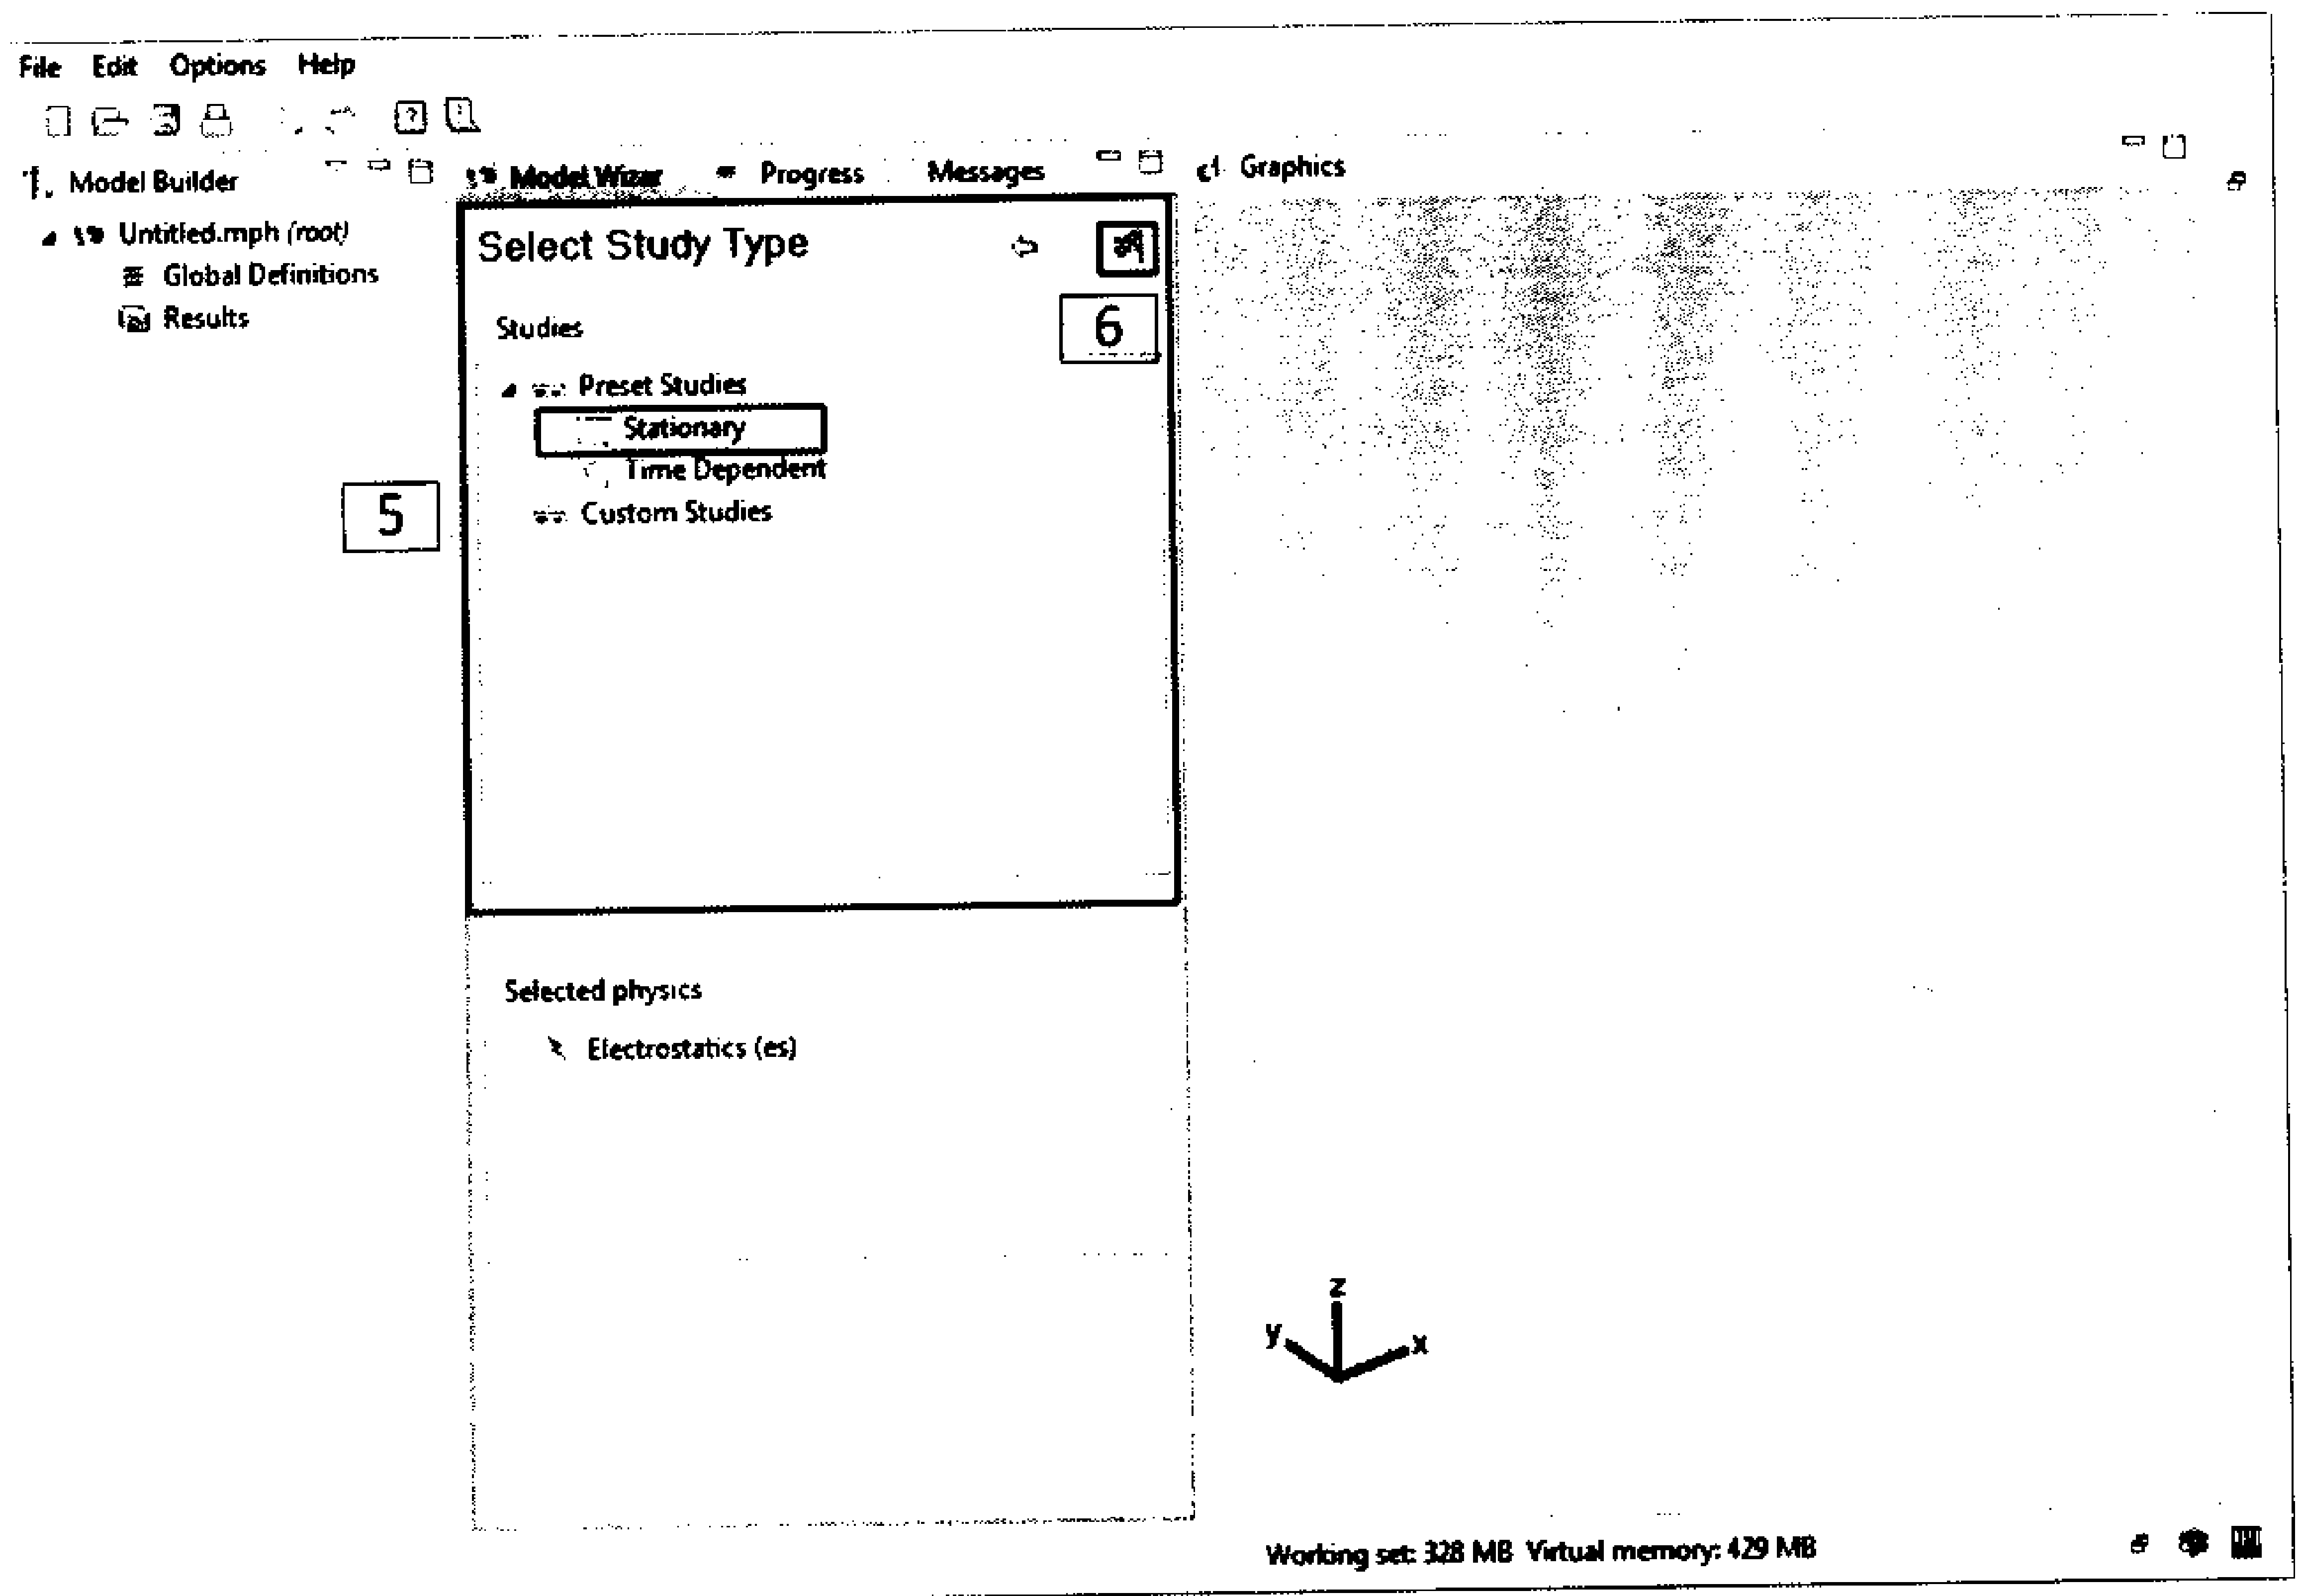 File Edit Options Help
Model Builder
Untitled.mph (root)
Global Definitions
Results
Model Wizar
Progress
Messages
Graphics
Select Study Type
6
Studies
Preset Studies
Stationary
Time Dependent
Custom Studies
5
Selected physics
Electrostatics (es)
z
y
x
Working set: 328 MB Virtual memory: 429 MB